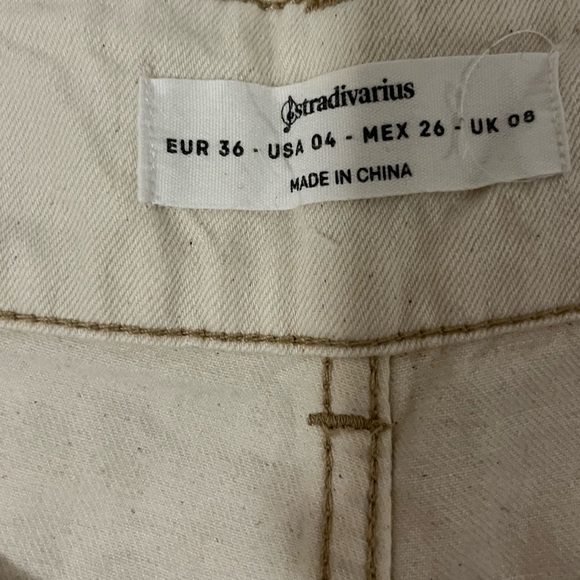 stradivarius
EUR 36 - USA 04 - MEX 26 - UK 08
MADE IN CHINA